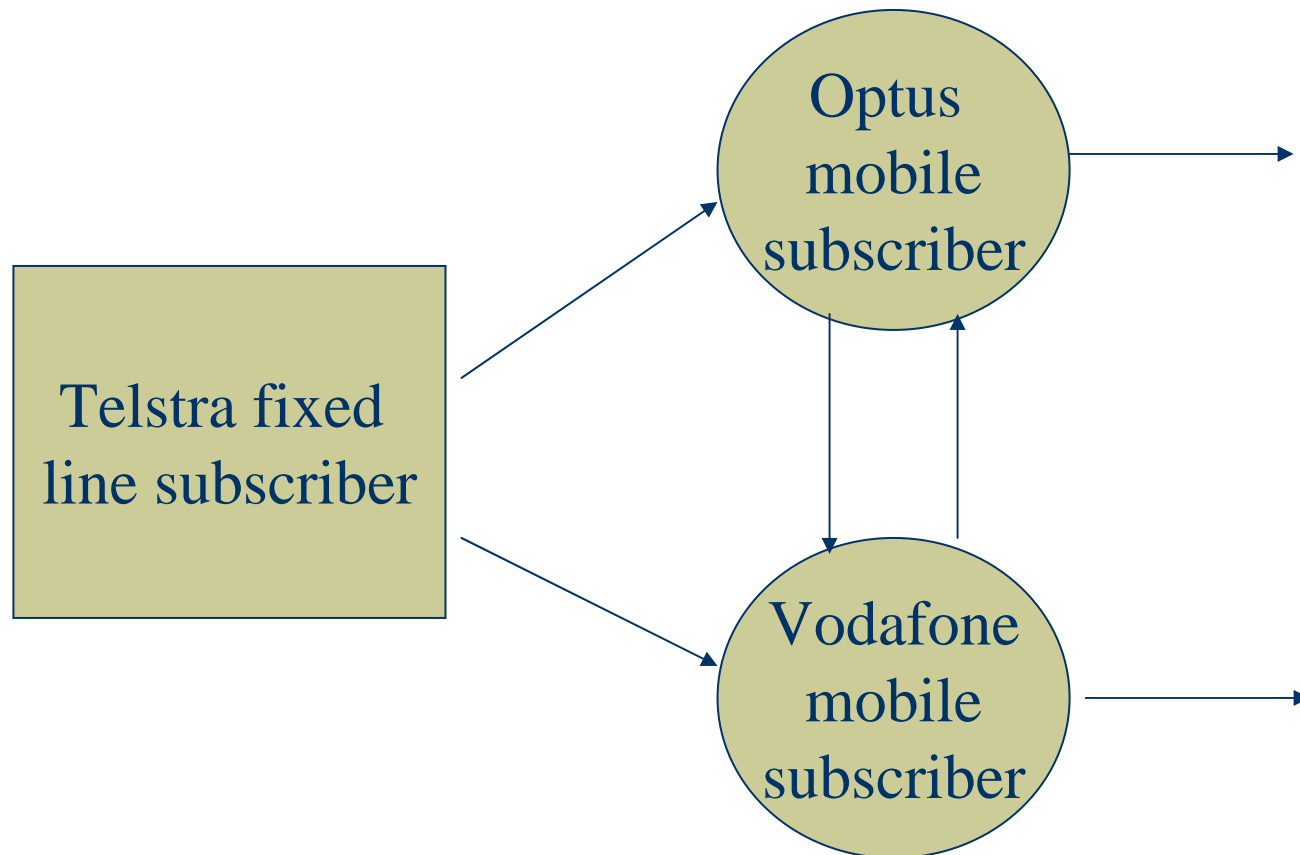 Optus
mobile
subscriber
Telstra fixed
line subscriber
Vodafone
mobile
subscriber